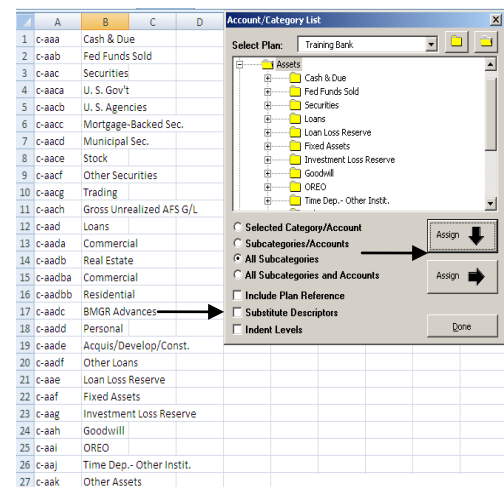 A B C D
1 c-aaa Cash & Due
2 c-aab Fed Funds Sold
3 c-aac Securities
4 c-aaca U. S. Gov't
5 c-aacb U. S. Agencies
6 c-aacc Mortgage-Backed Sec.
7 c-aacd Municipal Sec.
8 c-aace Stock
9 c-aacf Other Securities
10 c-aacg Trading
11 c-aach Gross Unrealized AFS G/L
12 c-aad Loans
13 c-aada Commercial
14 c-aadb Real Estate
15 c-aadba Commercial
16 c-aadbb Residential
17 c-aadc BMGR Advances
18 c-aadd Personal
19 c-aade Acquis/Develop/Const.
20 c-aadf Other Loans
21 c-aae Loan Loss Reserve
22 c-aaf Fixed Assets
23 c-aag Investment Loss Reserve
24 c-aah Goodwill
25 c-aai OREO
26 c-aaj Time Dep.- Other Instit.
27 c-aak Other Assets
Account/Category List
Select Plan: Training Bank
Assets
Cash & Due
Fed Funds Sold
Securities
Loans
Loan Loss Reserve
Fixed Assets
Investment Loss Reserve
Goodwill
OREO
Time Dep.- Other Instit.
Selected Category/Account
Subcategories/Accounts
All Subcategories
All Subcategories and Accounts
Include Plan Reference
Substitute Descriptors
Indent Levels
Assign
Assign
Done